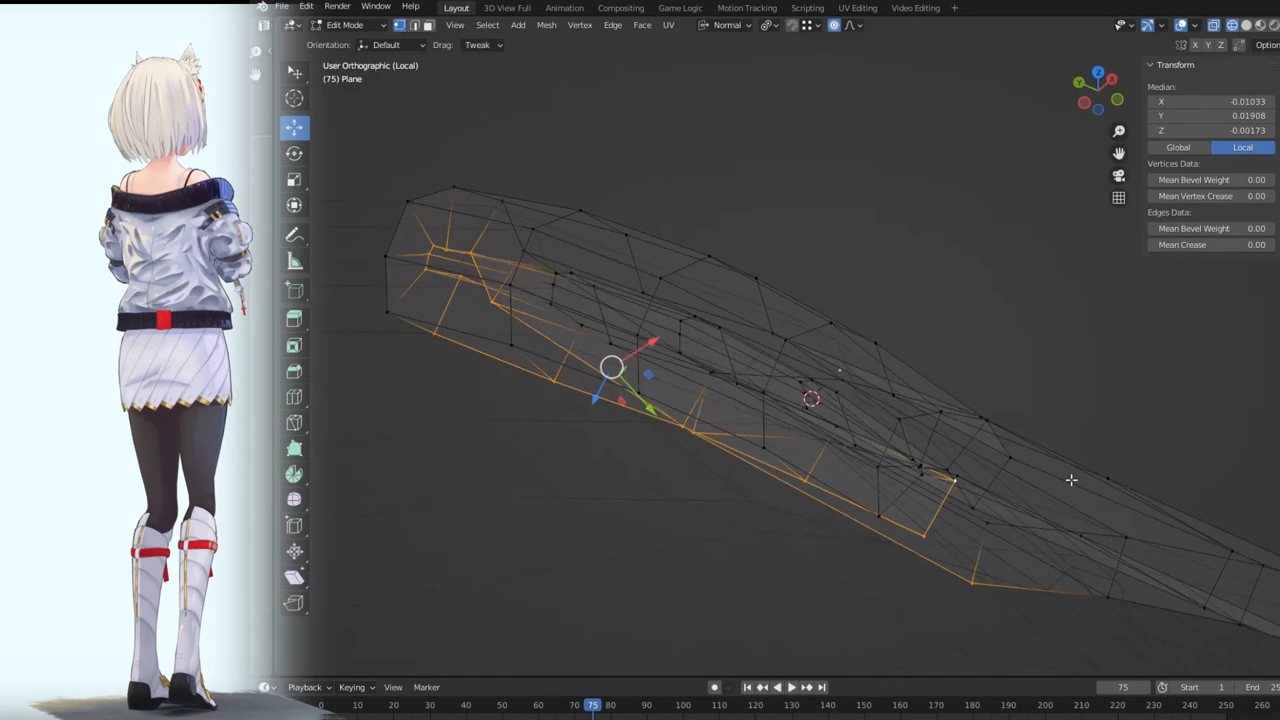 File Edit Render Window Help Layout 3D View Full Animation Compositing Game Logic Motion Tracking Scripting UV Editing Video Editing +
Edit Mode View Select Add Mesh Vertex Edge Face UV Normal
Orientation: Default Drag: Tweak X Y Z Option
User Orthographic (Local)
(75) Plane
Z
Y X
Transform
Median:
X -0.01033
Y 0.01908
Z -0.00173
Global Local
Vertices Data:
Mean Bevel Weight 0.00
Mean Vertex Crease 0.00
Edges Data:
Mean Bevel Weight 0.00
Mean Crease 0.00
Playback Keying View Marker 75 Start 1 End 25
0 10 20 30 40 50 60 70 75 80 90 100 110 120 130 140 150 160 170 180 190 200 210 220 230 240 250 260